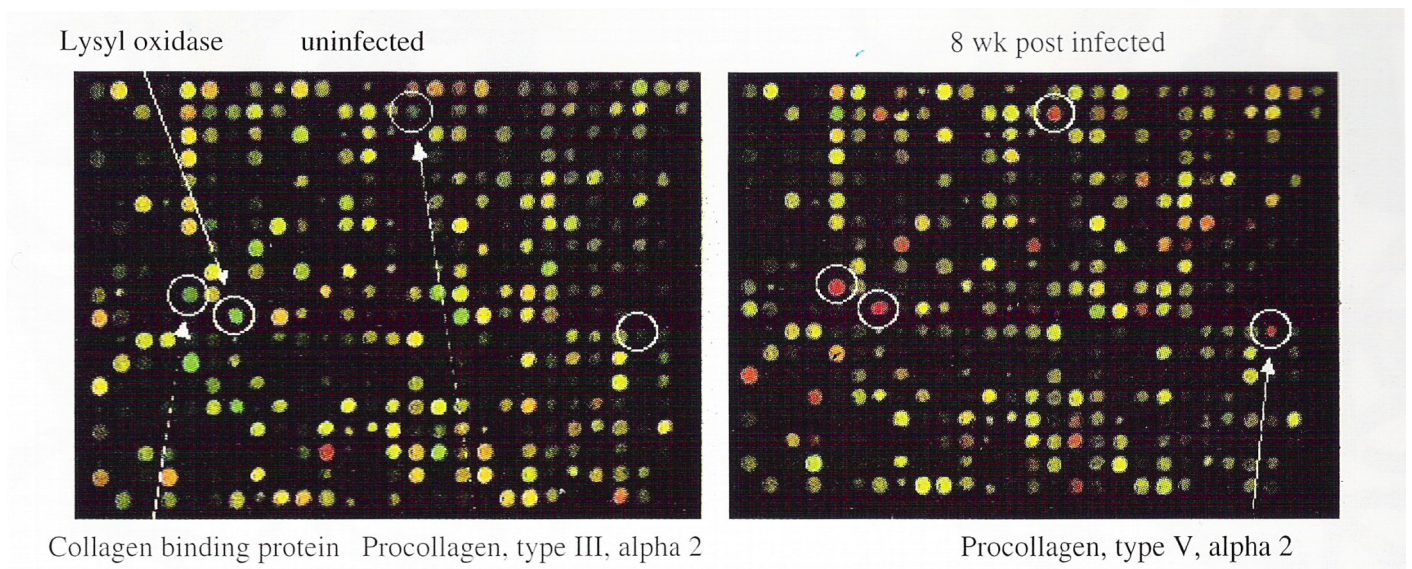 Lysyl oxidase
uninfected
8 wk post infected
Collagen binding protein
Procollagen, type III, alpha 2
Procollagen, type V, alpha 2